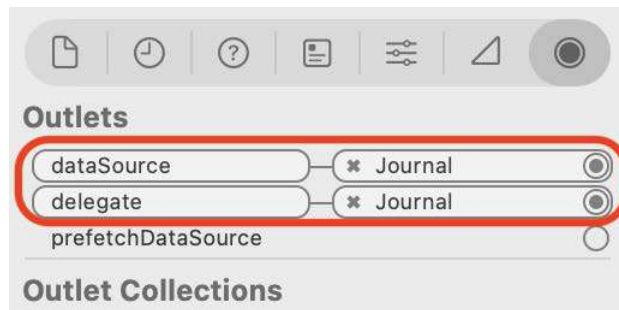 Outlets
dataSource Journal
delegate Journal
prefetchDataSource
Outlet Collections